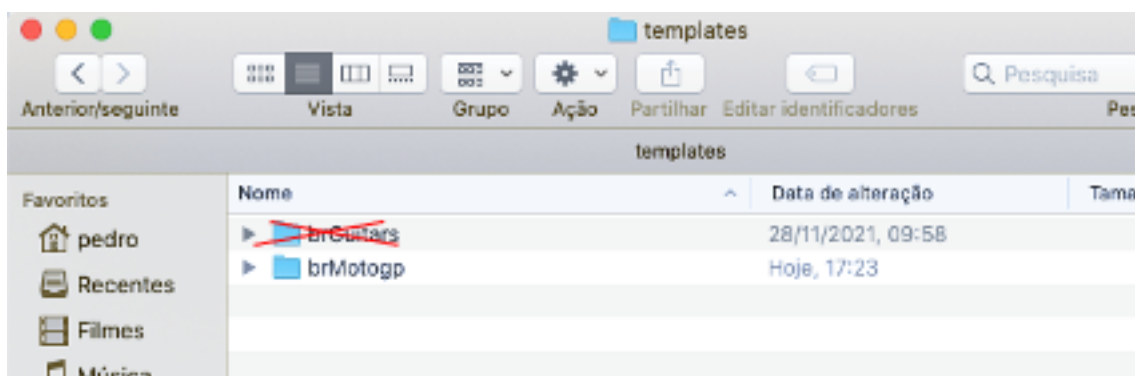 templates
Anterior/seguinte Vista Grupo Ação Partilhar Editar identificadores Pesquisa
templates
Favoritos
Nome Data de alteração
pedro
brGuitars 28/11/2021, 09:58
Recentes
brMotogp Hoje, 17:23
Filmes
Música